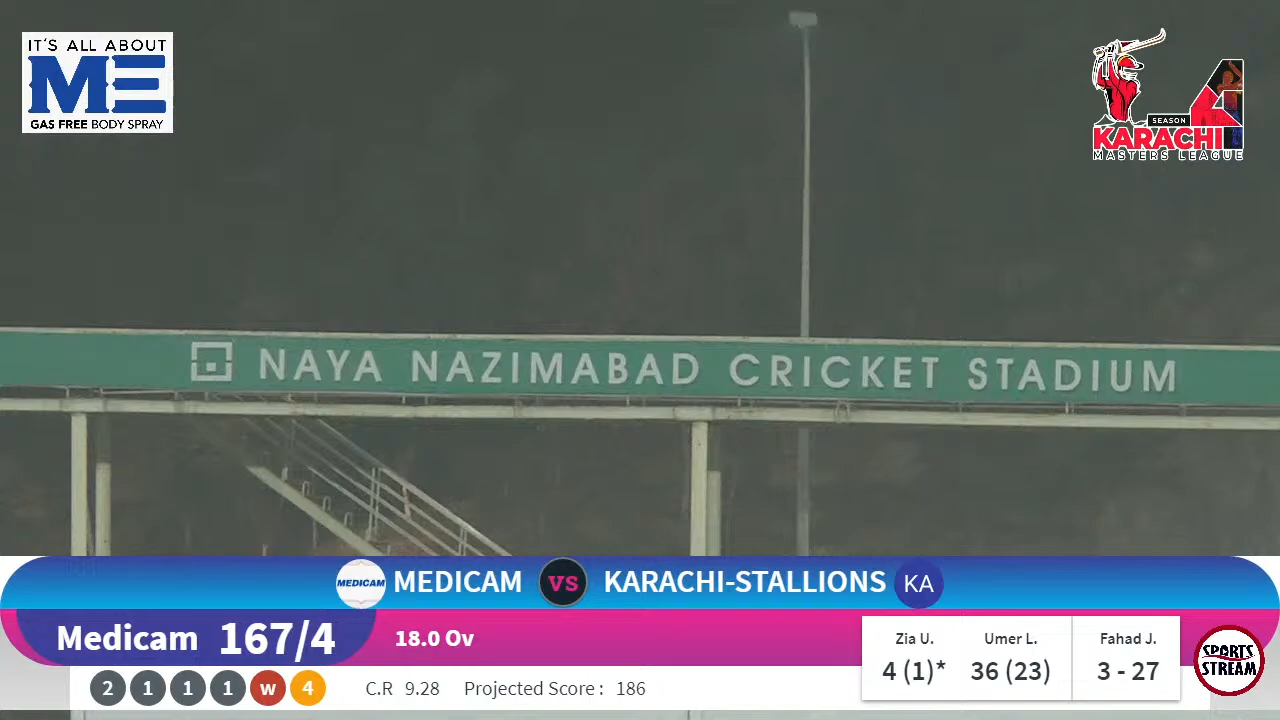 IT'S ALL ABOUT
ME
GAS FREE BODY SPRAY
SEASON 4
KARACHI
MASTERS LEAGUE
NAYA NAZIMABAD CRICKET STADIUM
MEDICAM MEDICAM VS KARACHI-STALLIONS KA
Medicam 167/4 18.0 Ov
Zia U. Umer L. Fahad J.
4 (1)* 36 (23) 3 - 27
SPORTS
STREAM
2 1 1 1 w 4 C.R 9.28 Projected Score : 186